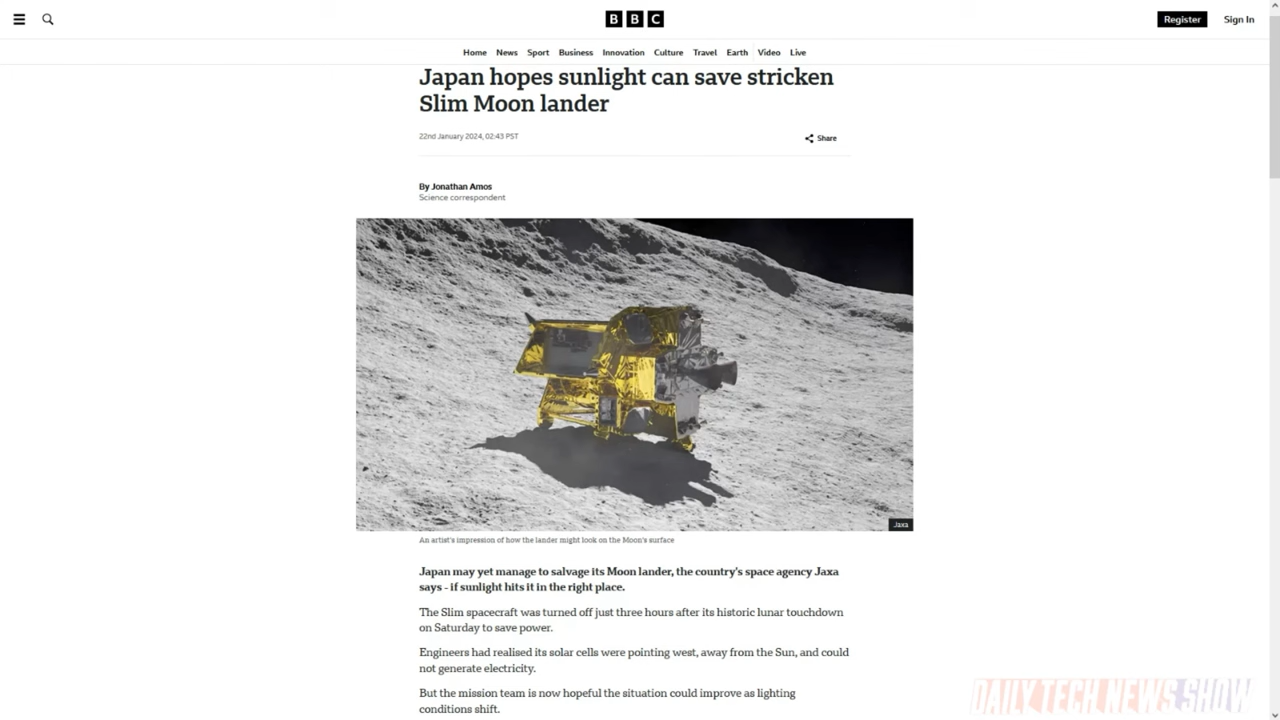 BBC
Register
Sign In
Home News Sport Business Innovation Culture Travel Earth Video Live
Japan hopes sunlight can save stricken
Slim Moon lander
22nd January 2024, 02:43 PST
Share
By Jonathan Amos
Science correspondent
Jaxa
An artist's impression of how the lander might look on the Moon's surface
Japan may yet manage to salvage its Moon lander, the country's space agency Jaxa
says - if sunlight hits it in the right place.
The Slim spacecraft was turned off just three hours after its historic lunar touchdown
on Saturday to save power.
Engineers had realised its solar cells were pointing west, away from the Sun, and could
not generate electricity.
But the mission team is now hopeful the situation could improve as lighting
conditions shift.
DAILY TECH NEWS SHOW